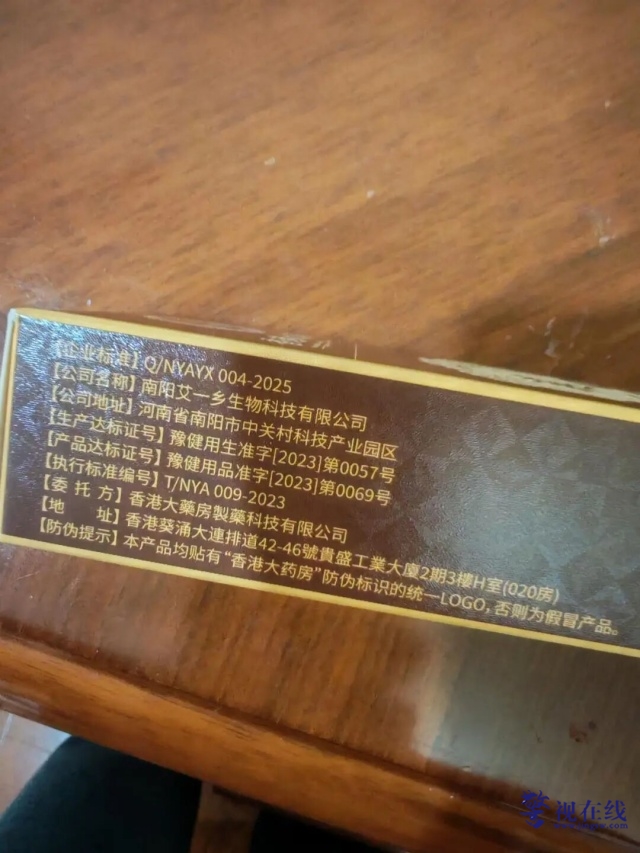 【企业标准】Q/NYAYX 004-2025
【公司名称】南阳艾一乡生物科技有限公司
【公司地址】河南省南阳市中关村科技产业园区
【生产达标证号】豫健用生准字[2023]第0057号
【产品达标证号】豫健用品准字[2023]第0069号
【执行标准编号】T/NYA 009-2023
【委 托 方】香港大藥房製藥科技有限公司
【地 址】香港葵涌大連排道42-46號貴盛工業大廈2期3樓H室(020房)
【防伪提示】本产品均贴有“香港大药房”防伪标识的统一LOGO,否则为假冒产品。
在线